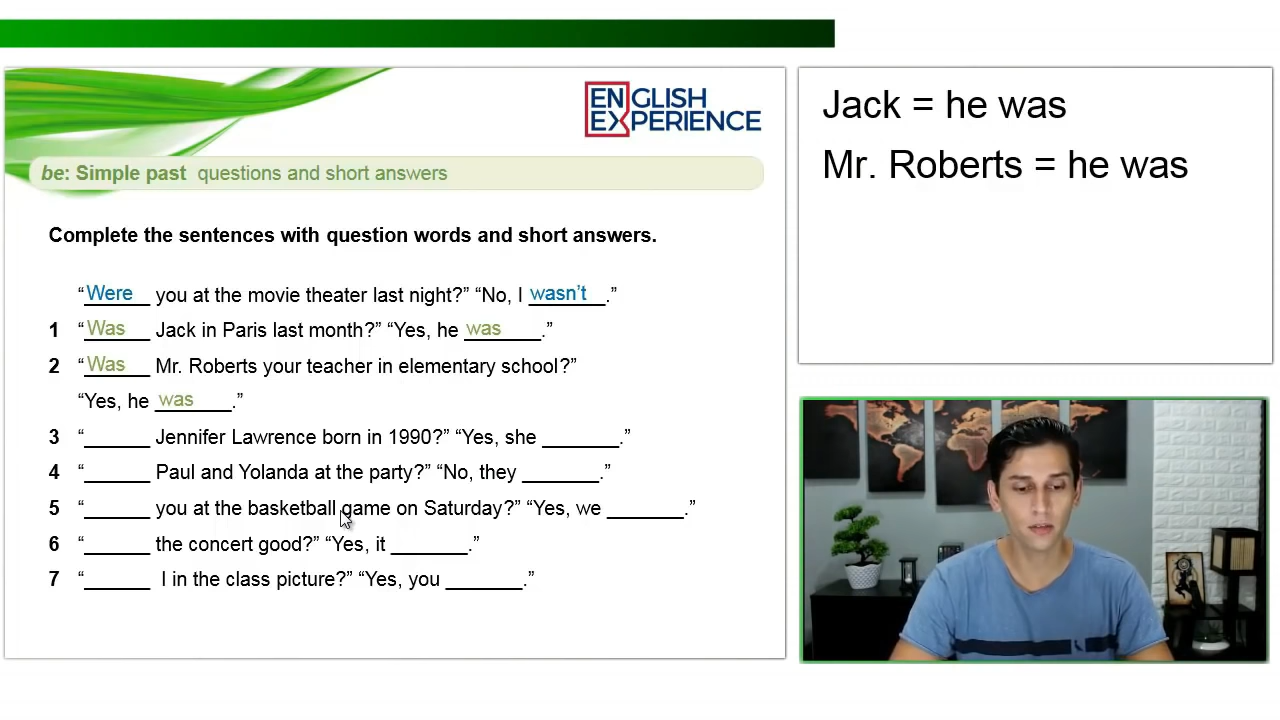 ENGLISH
EXPERIENCE
be: Simple past questions and short answers
Complete the sentences with question words and short answers.
“Were you at the movie theater last night?” “No, I wasn’t.”
1 “Was Jack in Paris last month?” “Yes, he was.”
2 “Was Mr. Roberts your teacher in elementary school?”
“Yes, he was.”
3 “______ Jennifer Lawrence born in 1990?” “Yes, she _______.”
4 “______ Paul and Yolanda at the party?” “No, they _______.”
5 “______ you at the basketball game on Saturday?” “Yes, we _______.”
6 “______ the concert good?” “Yes, it _______.”
7 “______ I in the class picture?” “Yes, you _______.”
Jack = he was
Mr. Roberts = he was